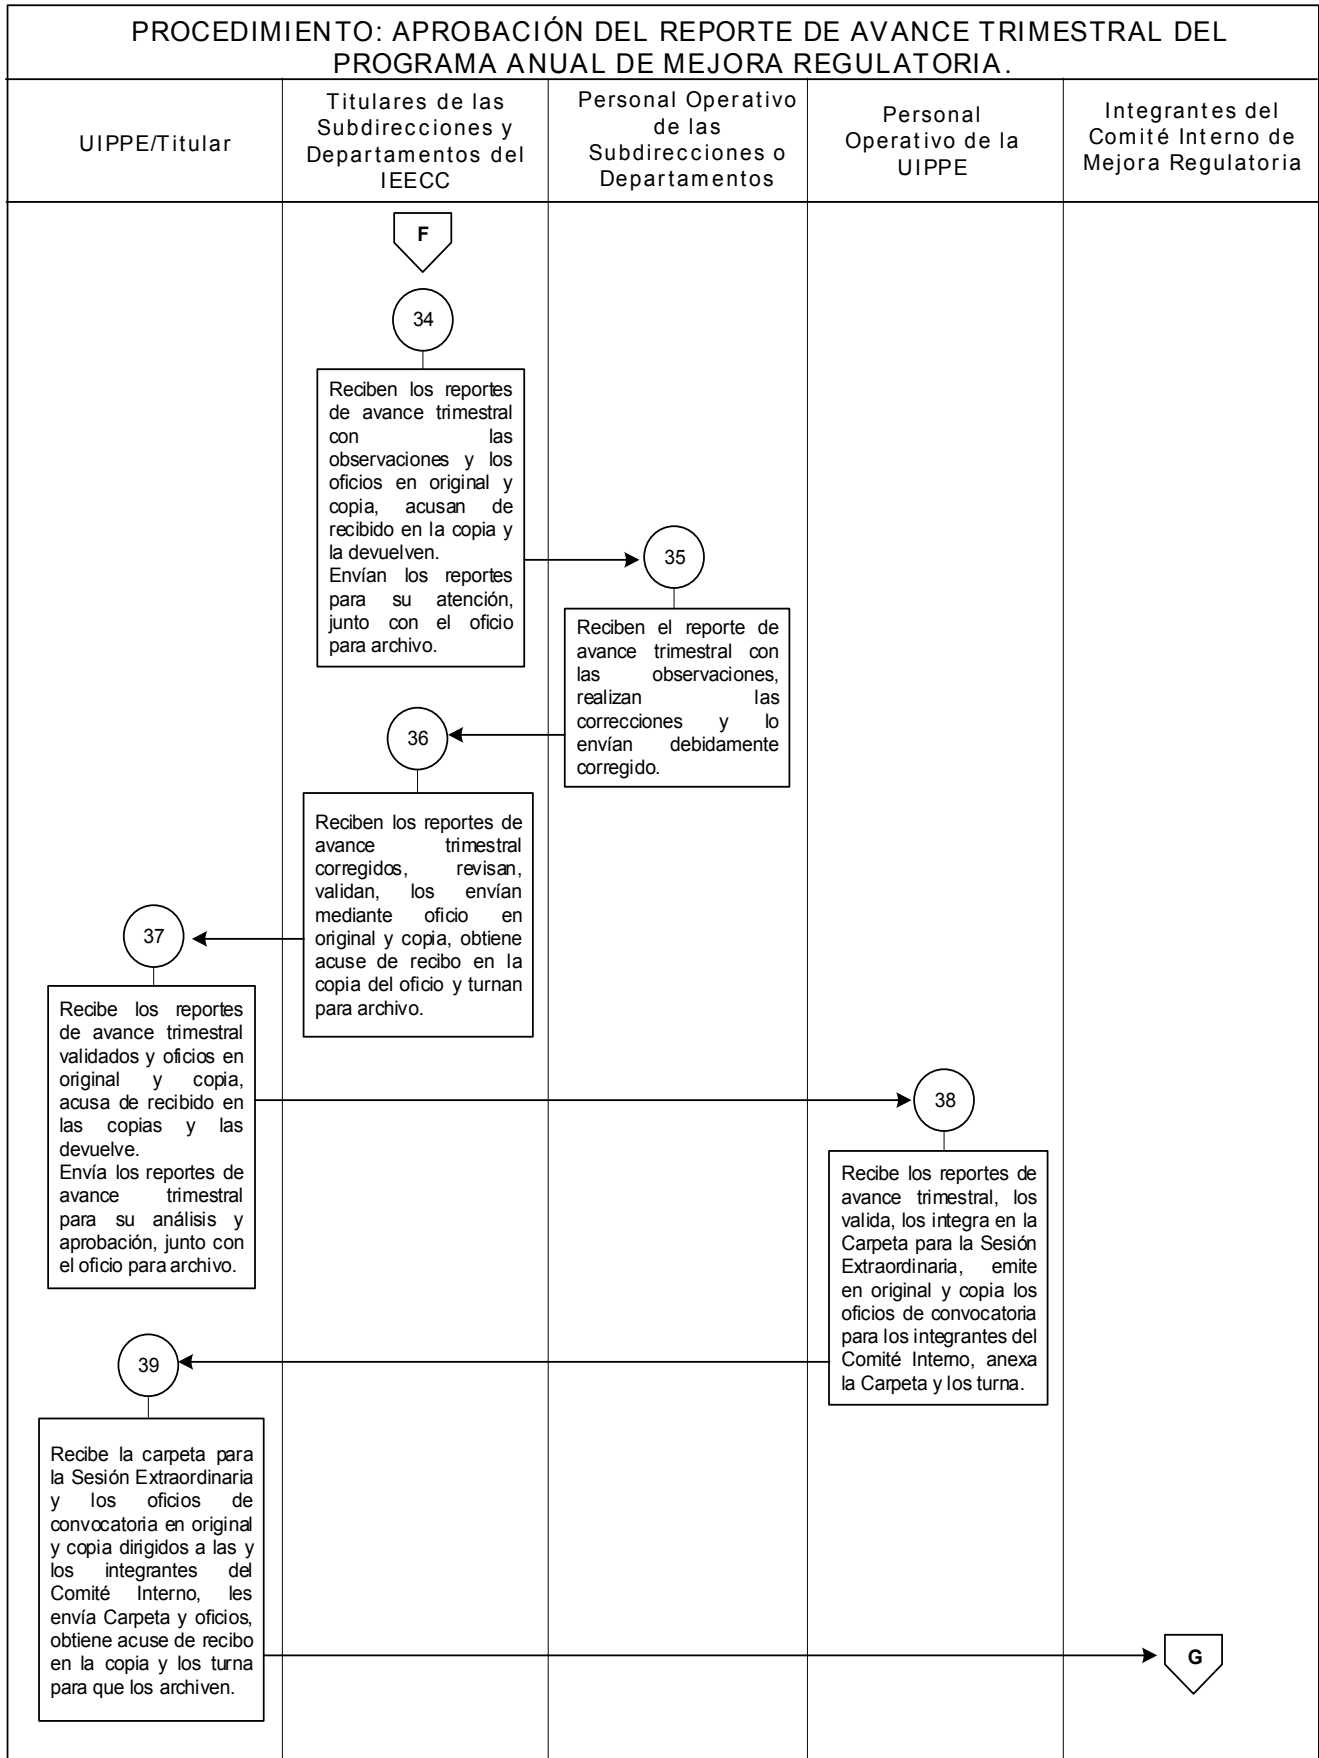 PROCEDIMIENTO: APROBACIÓN DEL REPORTE DE AVANCE TRIMESTRAL DEL
PROGRAMA ANUAL DE MEJORA REGULATORIA.
UIPPE/Titular
Titulares de las
Subdirecciones y
Departamentos del
IEECC
Personal Operativo
de las
Subdirecciones o
Departamentos
Personal
Operativo de la
UIPPE
Integrantes del
Comité Interno de
Mejora Regulatoria
F
34
Reciben los reportes
de avance trimestral
con las
observaciones y los
oficios en original y
copia, acusan de
recibido en la copia y
la devuelven.
Envían los reportes
para su atención,
junto con el oficio
para archivo.
35
Reciben el reporte de
avance trimestral con
las observaciones,
realizan las
correcciones y lo
envían debidamente
corregido.
36
Reciben los reportes de
avance trimestral
corregidos, revisan,
validan, los envían
mediante oficio en
original y copia, obtiene
acuse de recibo en la
copia del oficio y turnan
para archivo.
37
Recibe los reportes
de avance trimestral
validados y oficios en
original y copia,
acusa de recibido en
las copias y las
devuelve.
Envía los reportes de
avance trimestral
para su análisis y
aprobación, junto con
el oficio para archivo.
38
Recibe los reportes de
avance trimestral, los
valida, los integra en la
Carpeta para la Sesión
Extraordinaria, emite
en original y copia los
oficios de convocatoria
para los integrantes del
Comité Interno, anexa
la Carpeta y los turna.
39
Recibe la carpeta para
la Sesión Extraordinaria
y los oficios de
convocatoria en original
y copia dirigidos a las y
los integrantes del
Comité Interno, les
envía Carpeta y oficios,
obtiene acuse de recibo
en la copia y los turna
para que los archiven.
G